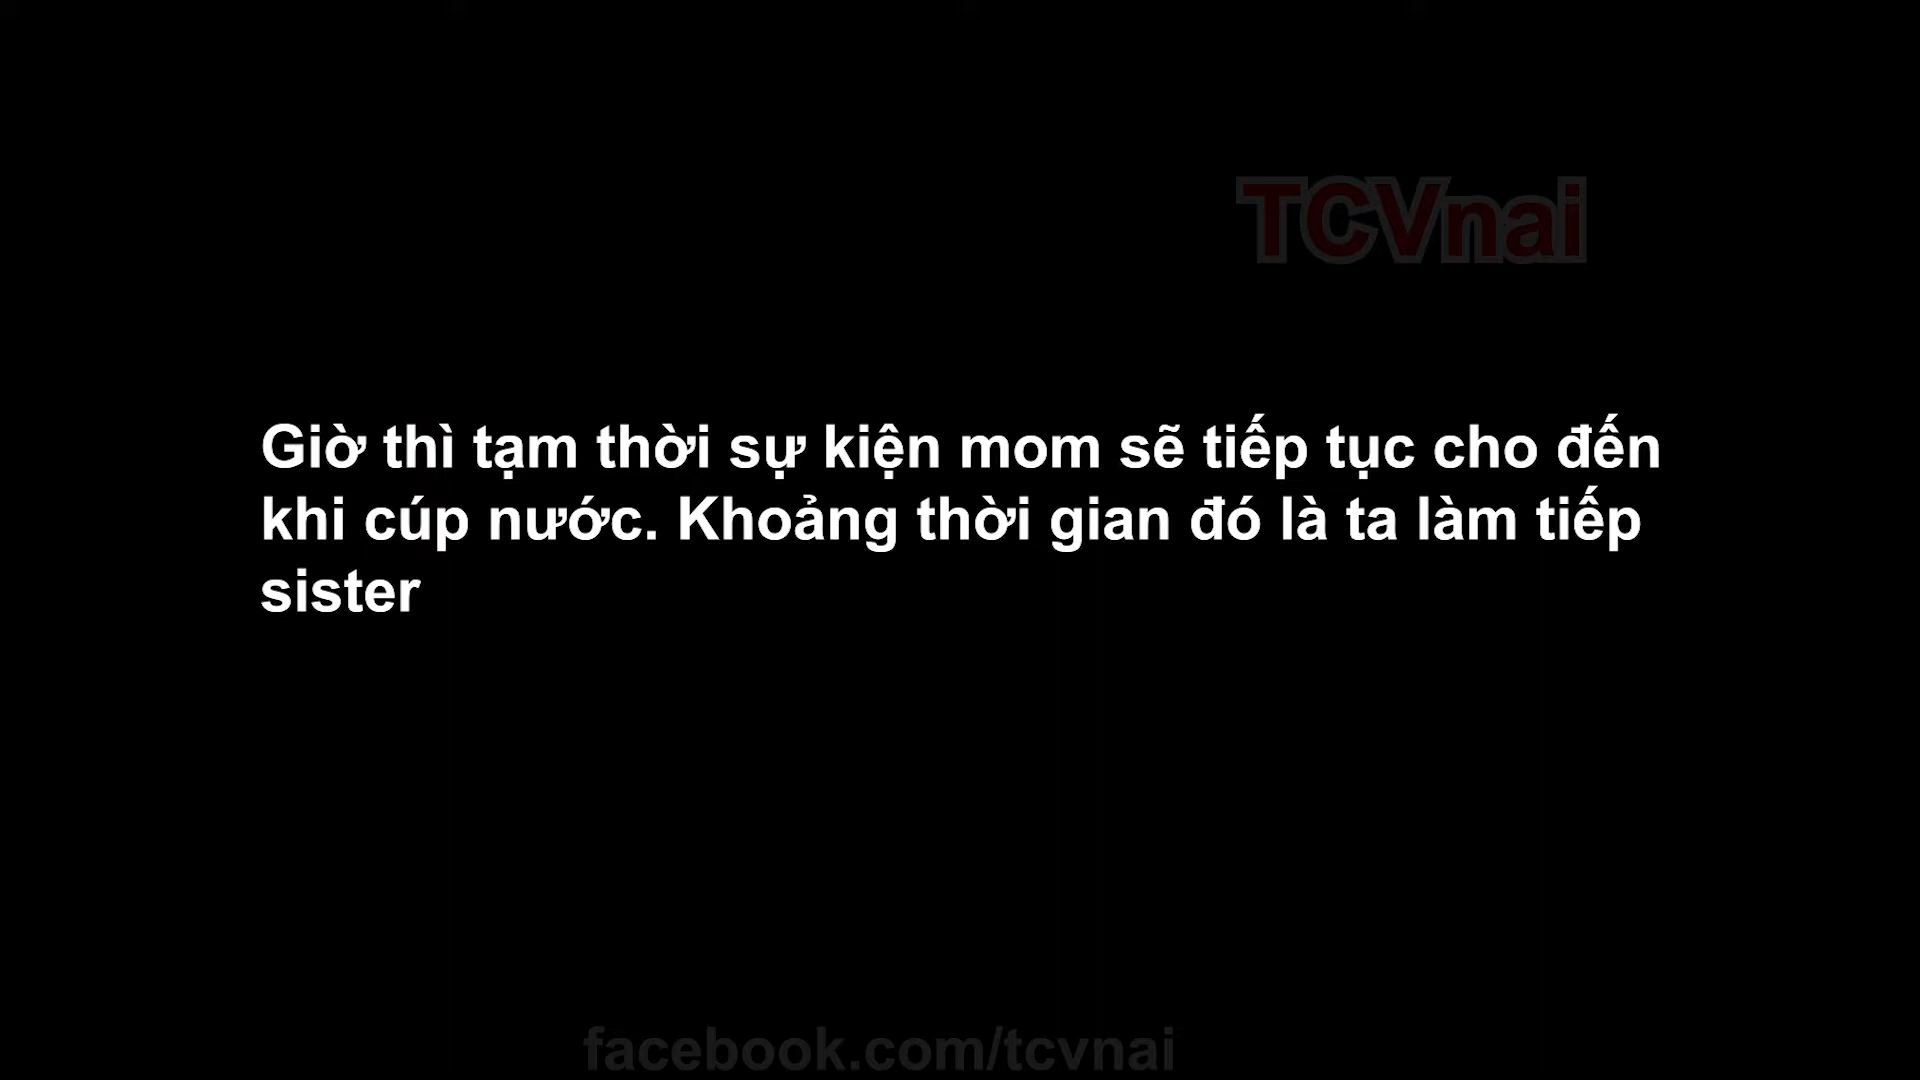 TCVnai
Giờ thì tạm thời sự kiện mom sẽ tiếp tục cho đến
khi cúp nước. Khoảng thời gian đó là ta làm tiếp
sister
facebook.com/tcvnai